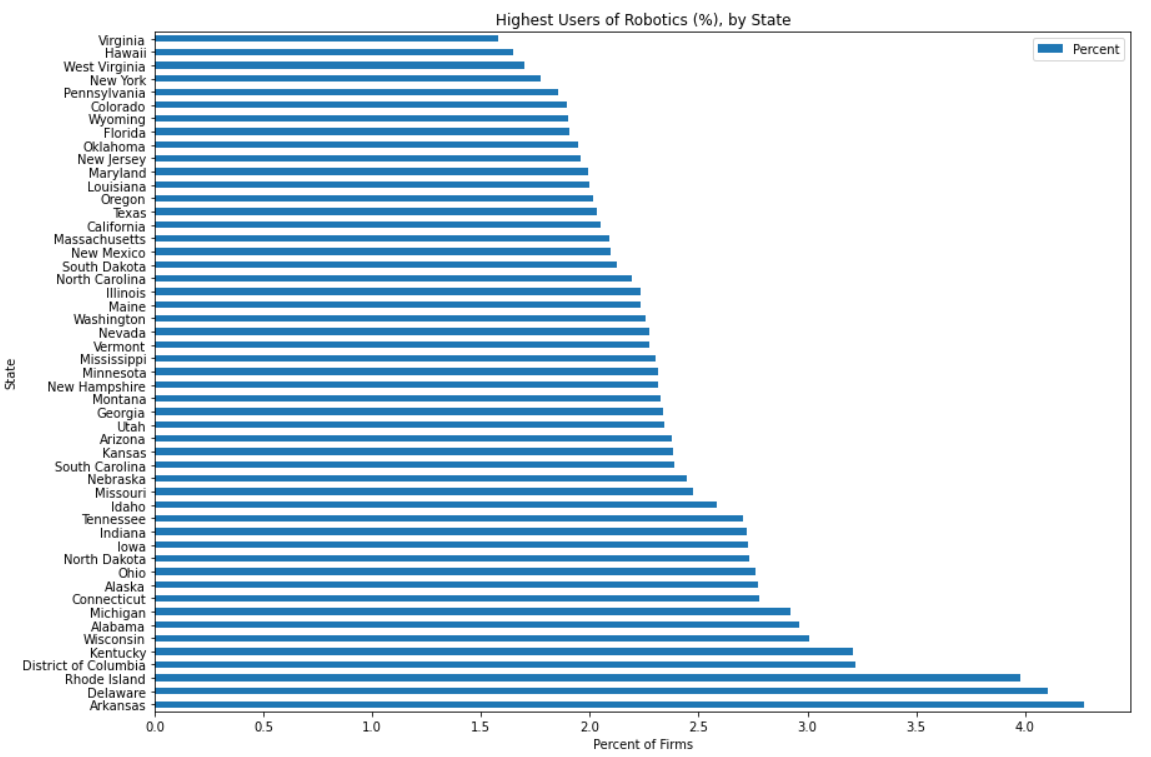 Highest Users of Robotics (%), by State
Percent
Virginia
Hawaii
West Virginia
New York
Pennsylvania
Colorado
Wyoming
Florida
Oklahoma
New Jersey
Maryland
Louisiana
Oregon
Texas
California
Massachusetts
New Mexico
South Dakota
North Carolina
Illinois
Maine
Washington
Nevada
Vermont
Mississippi
Minnesota
New Hampshire
Montana
Georgia
Utah
Arizona
Kansas
South Carolina
Nebraska
Missouri
Idaho
Tennessee
Indiana
Iowa
North Dakota
Ohio
Alaska
Connecticut
Michigan
Alabama
Wisconsin
Kentucky
District of Columbia
Rhode Island
Delaware
Arkansas
State
0.0 0.5 1.0 1.5 2.0 2.5 3.0 3.5 4.0
Percent of Firms